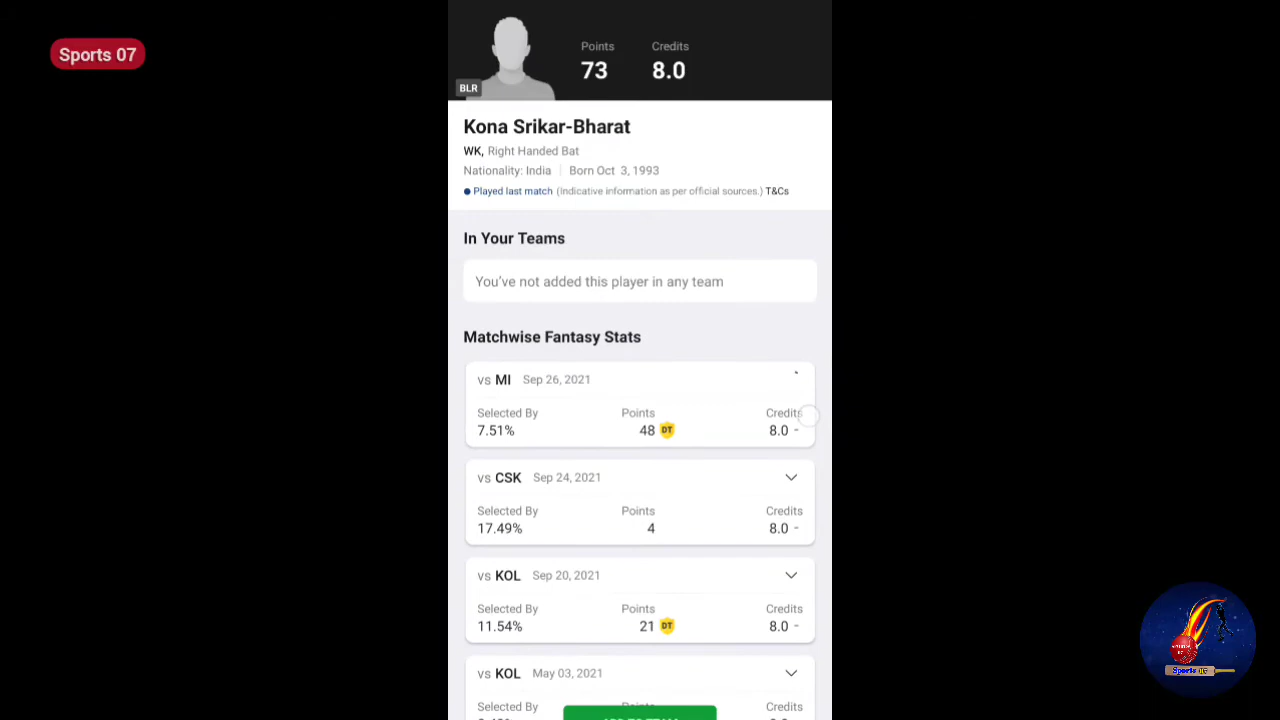 Sports 07
Points Credits
73 8.0
BLR
Kona Srikar-Bharat
WK, Right Handed Bat
Nationality: India Born Oct 3, 1993
Played last match (Indicative information as per official sources.) T&Cs
In Your Teams
You've not added this player in any team
Matchwise Fantasy Stats
vs MI Sep 26, 2021
Selected By Points Credits
7.51% 48 DT 8.0 -
vs CSK Sep 24, 2021
Selected By Points Credits
17.49% 4 8.0 -
vs KOL Sep 20, 2021
Selected By Points Credits
11.54% 21 DT 8.0 -
vs KOL May 03, 2021
Selected By Points Credits
Sports 07